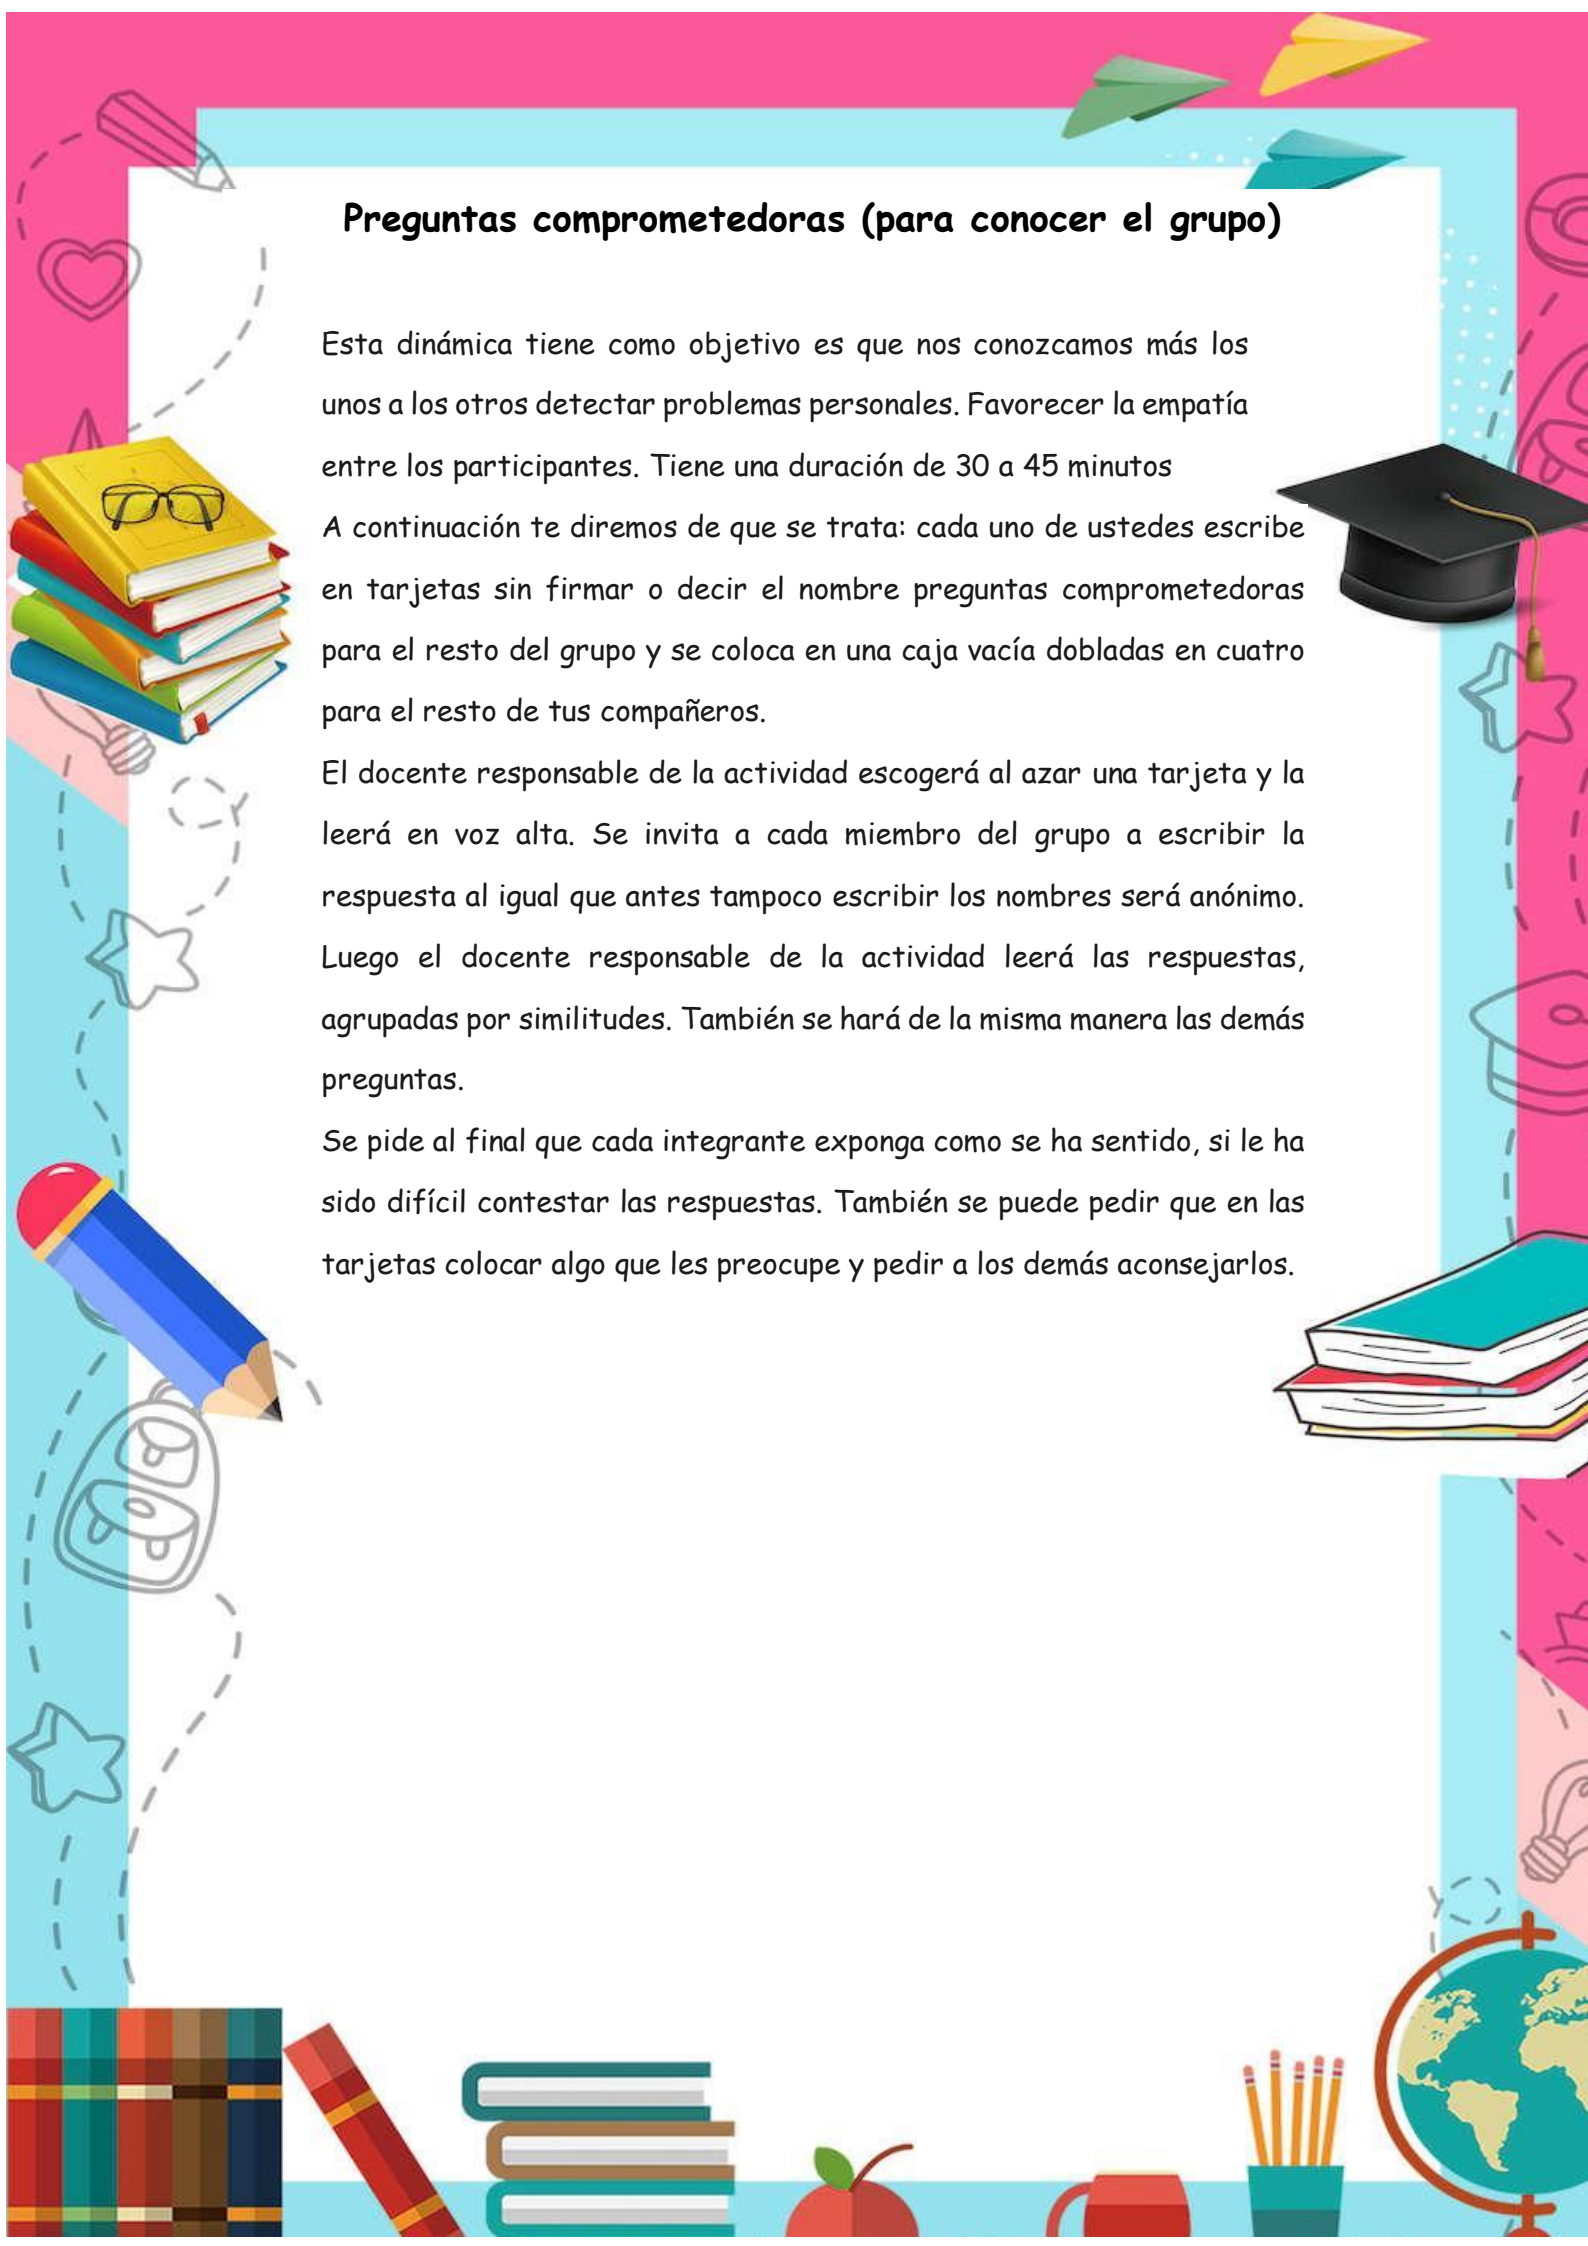 Preguntas comprometedoras (para conocer el grupo)
Esta dinámica tiene como objetivo es que nos conozcamos más los
unos a los otros detectar problemas personales. Favorecer la empatía
entre los participantes. Tiene una duración de 30 a 45 minutos
A continuación te diremos de que se trata: cada uno de ustedes escribe
en tarjetas sin firmar o decir el nombre preguntas comprometedoras
para el resto del grupo y se coloca en una caja vacía dobladas en cuatro
para el resto de tus compañeros.
El docente responsable de la actividad escogerá al azar una tarjeta y la
leerá en voz alta. Se invita a cada miembro del grupo a escribir la
respuesta al igual que antes tampoco escribir los nombres será anónimo.
Luego el docente responsable de la actividad leerá las respuestas,
agrupadas por similitudes. También se hará de la misma manera las demás
preguntas.
Se pide al final que cada integrante exponga como se ha sentido, si le ha
sido difícil contestar las respuestas. También se puede pedir que en las
tarjetas colocar algo que les preocupe y pedir a los demás aconsejarlos.